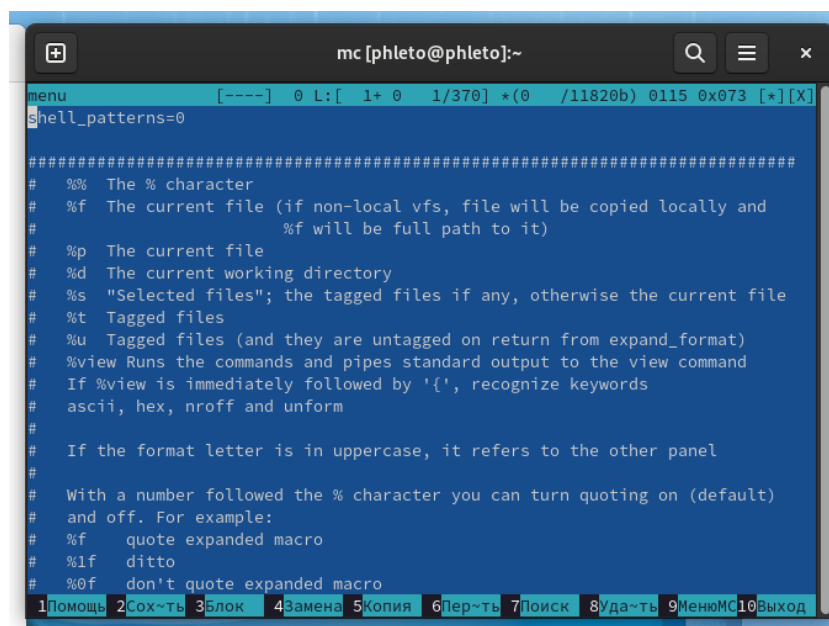 mc [phleto@phleto]:~
menu [----] 0 L:[ 1+ 0 1/370] *(0 /11820b) 0115 0x073 [*][X]
shell_patterns=0
###############################################################################
# %% The % character
# %f The current file (if non-local vfs, file will be copied locally and
# %f will be full path to it)
# %p The current file
# %d The current working directory
# %s "Selected files"; the tagged files if any, otherwise the current file
# %t Tagged files
# %u Tagged files (and they are untagged on return from expand_format)
# %view Runs the commands and pipes standard output to the view command
# If %view is immediately followed by '{', recognize keywords
# ascii, hex, nroff and unform
#
# If the format letter is in uppercase, it refers to the other panel
#
# With a number followed the % character you can turn quoting on (default)
# and off. For example:
# %f quote expanded macro
# %1f ditto
# %0f don't quote expanded macro
1Помощь 2Сох~ть 3Блок 4Замена 5Копия 6Пер~ть 7Поиск 8Уда~ть 9МенюМС10Выход